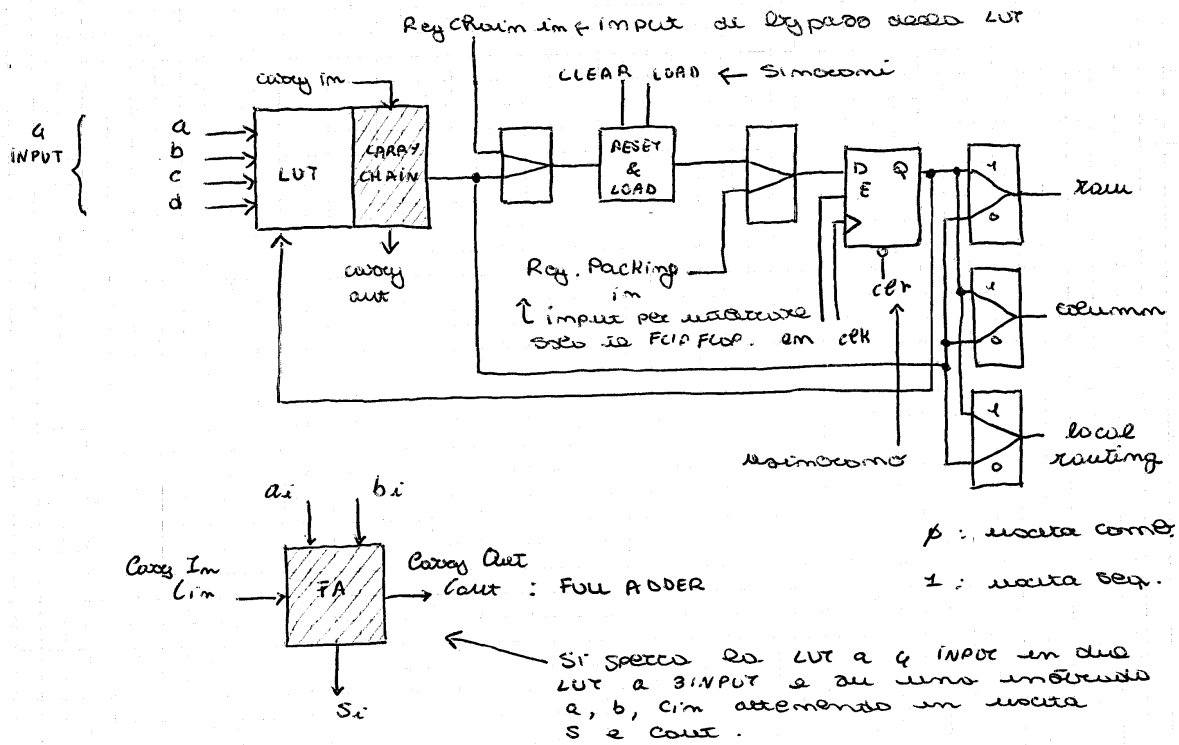 Reg Chain in ← input di bypass della LUT
carry in
CLEAR LOAD ← Sincroni
4
INPUT
a
b
c
d
LUT
CARRY
CHAIN
RESET
&
LOAD
D Q
E
1
0
row
carry
out
Reg. Packing
in
input per utilizzare
solo il FLIP FLOP.
en clk
clr
1
0
column
asincrono
1
0
local
routing
ai bi
0 : uscita comb.
1 : uscita seq.
Carry In
Cin
FA
Carry Out
Cout : FULL ADDER
Si
Si spezza la LUT a 4 INPUT in due
LUT a 3 INPUT e su uno
a, b, Cin ottenendo in uscita
S e Cout.